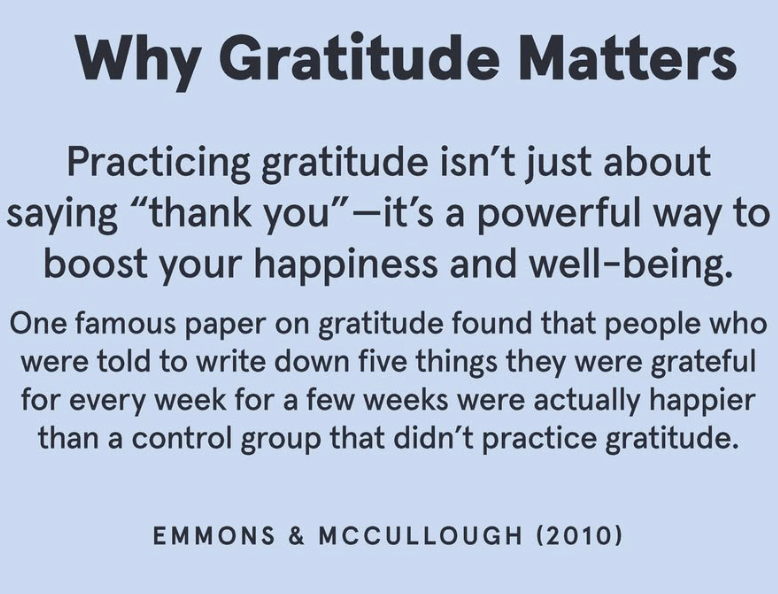 Why Gratitude Matters
Practicing gratitude isn’t just about
saying “thank you”—it’s a powerful way to
boost your happiness and well-being.
One famous paper on gratitude found that people who
were told to write down five things they were grateful
for every week for a few weeks were actually happier
than a control group that didn’t practice gratitude.
EMMONS & MCCULLOUGH (2010)